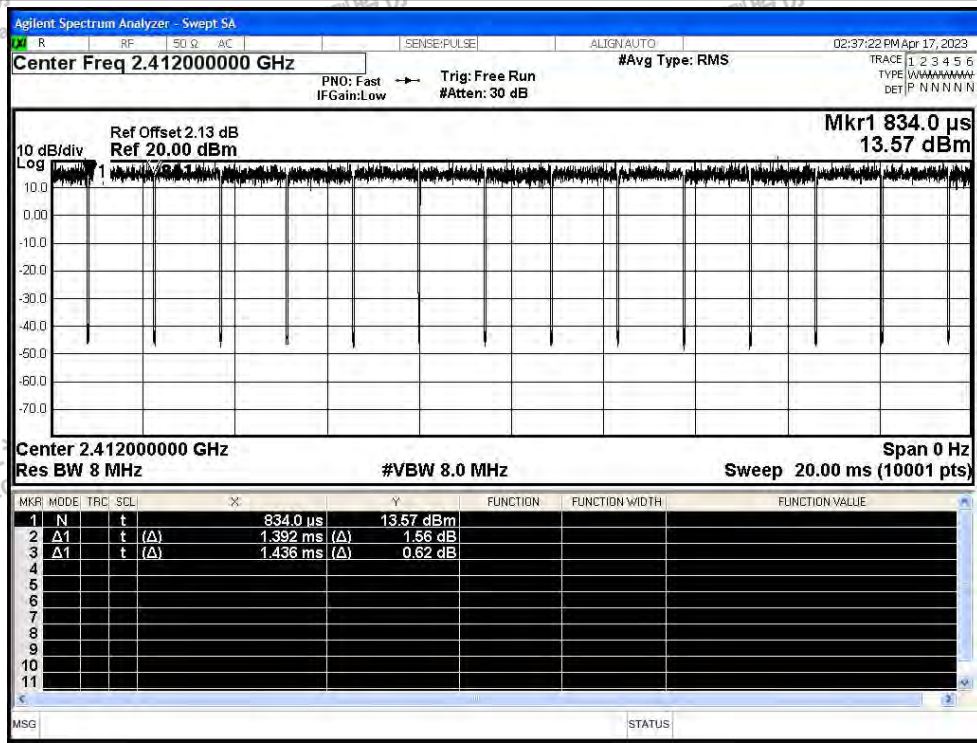 Agilent Spectrum Analyzer - Swept SA
R RF 50 Ω AC SENSE:PULSE ALIGN AUTO 02:37:22 PM Apr 17, 2023
Center Freq 2.412000000 GHz #Avg Type: RMS TRACE 1 2 3 4 5 6
PNO: Fast Trig: Free Run TYPE
IFGain:Low #Atten: 30 dB DET P N N N N N
Mkr1 834.0 µs
Ref Offset 2.13 dB
10 dB/div Ref 20.00 dBm 13.57 dBm
Log
1
10.0
0.00
-10.0
-20.0
-30.0
-40.0
-50.0
-60.0
-70.0
Center 2.412000000 GHz Span 0 Hz
Res BW 8 MHz #VBW 8.0 MHz Sweep 20.00 ms (10001 pts)
MKR MODE TRC SCL X Y FUNCTION FUNCTION WIDTH FUNCTION VALUE
1 N t 834.0 µs 13.57 dBm
2 Δ1 t (Δ) 1.392 ms (Δ) 1.56 dB
3 Δ1 t (Δ) 1.436 ms (Δ) 0.62 dB
4
5
6
7
8
9
10
11
MSG STATUS